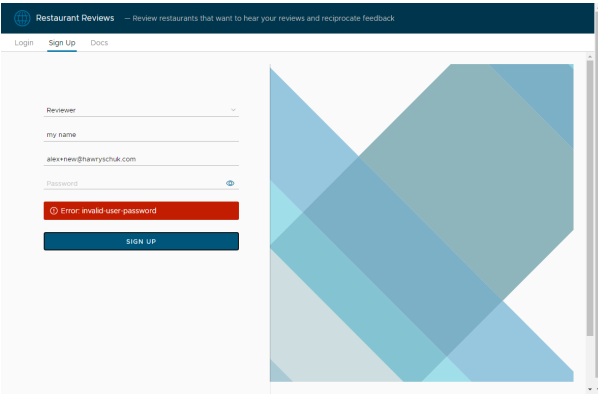 Restaurant Reviews — Review restaurants that want to hear your reviews and reciprocate feedback
Login Sign Up Docs
Reviewer
my name
alex+new@hawryschuk.com
Password
Error: invalid-user-password
SIGN UP